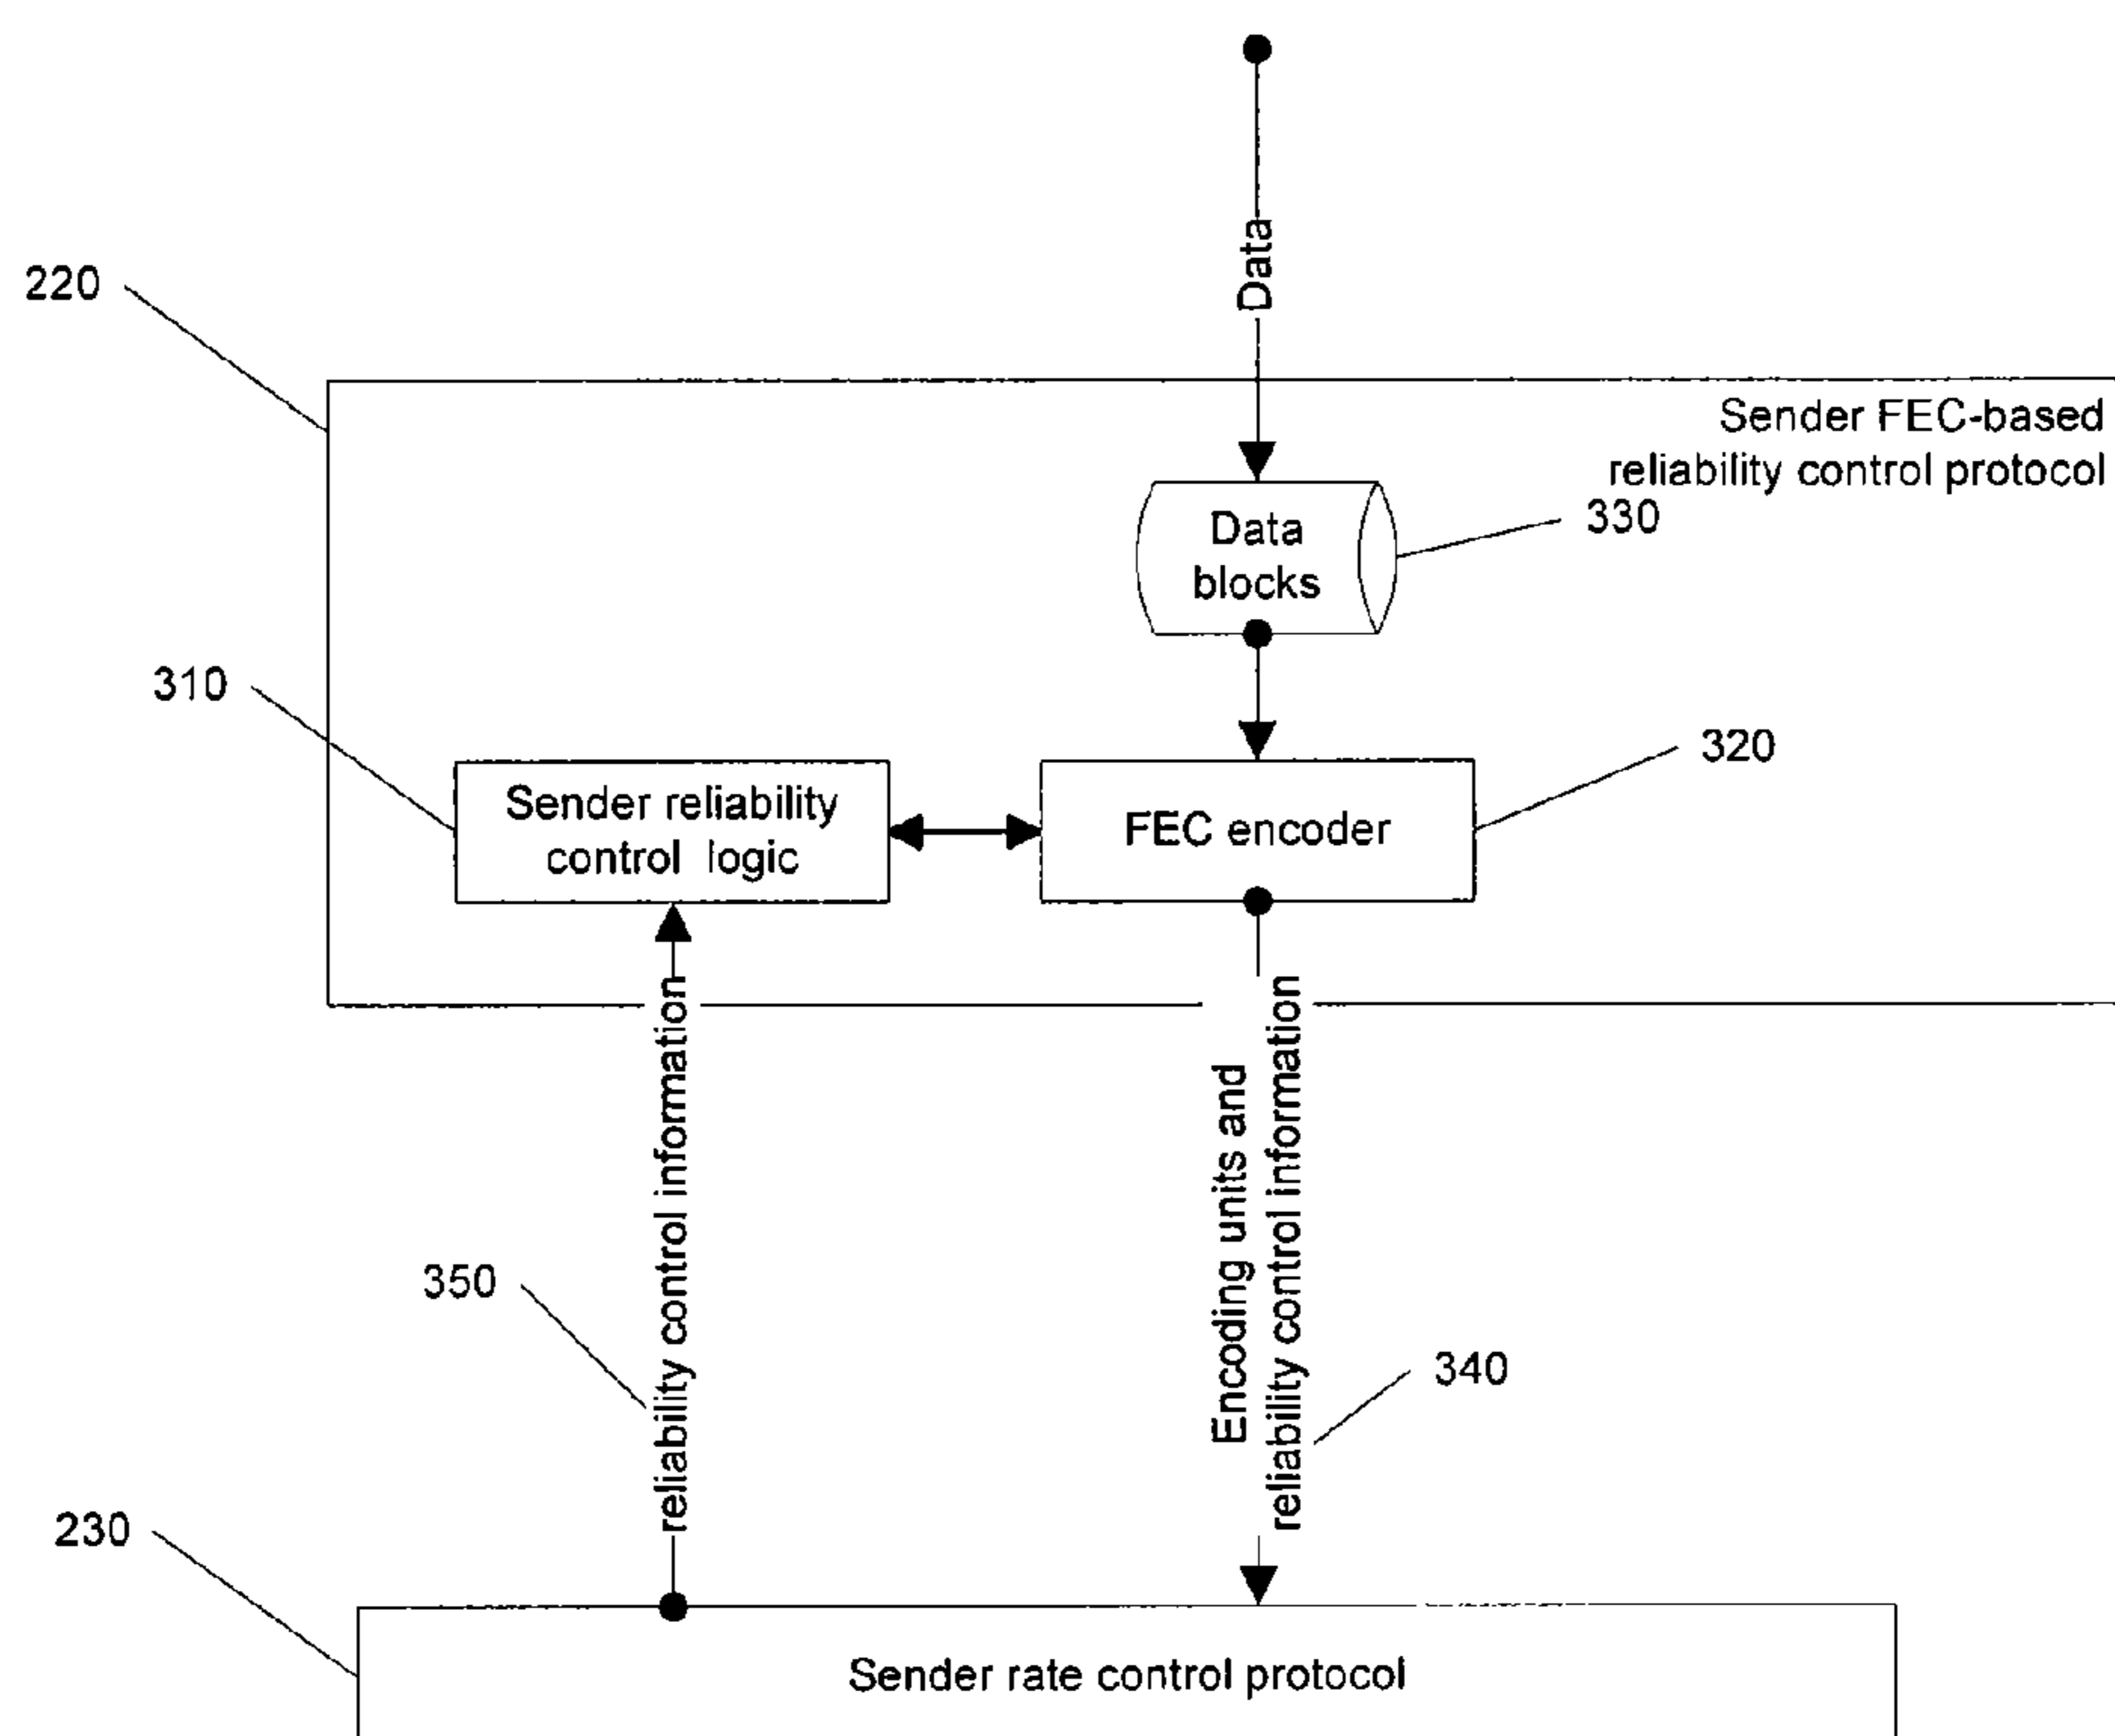 Data
220
Sender FEC-based
reliability control protocol
330
Data
blocks
310
320
Sender reliability
control logic
FEC encoder
reliability control information
Encoding units and
reliability control information
350
340
230
Sender rate control protocol